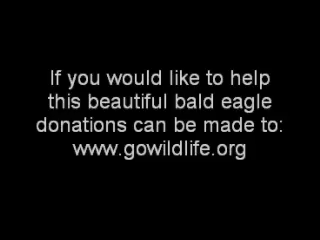 If you would like to help
this beautiful bald eagle
donations can be made to:
www.gowildlife.org